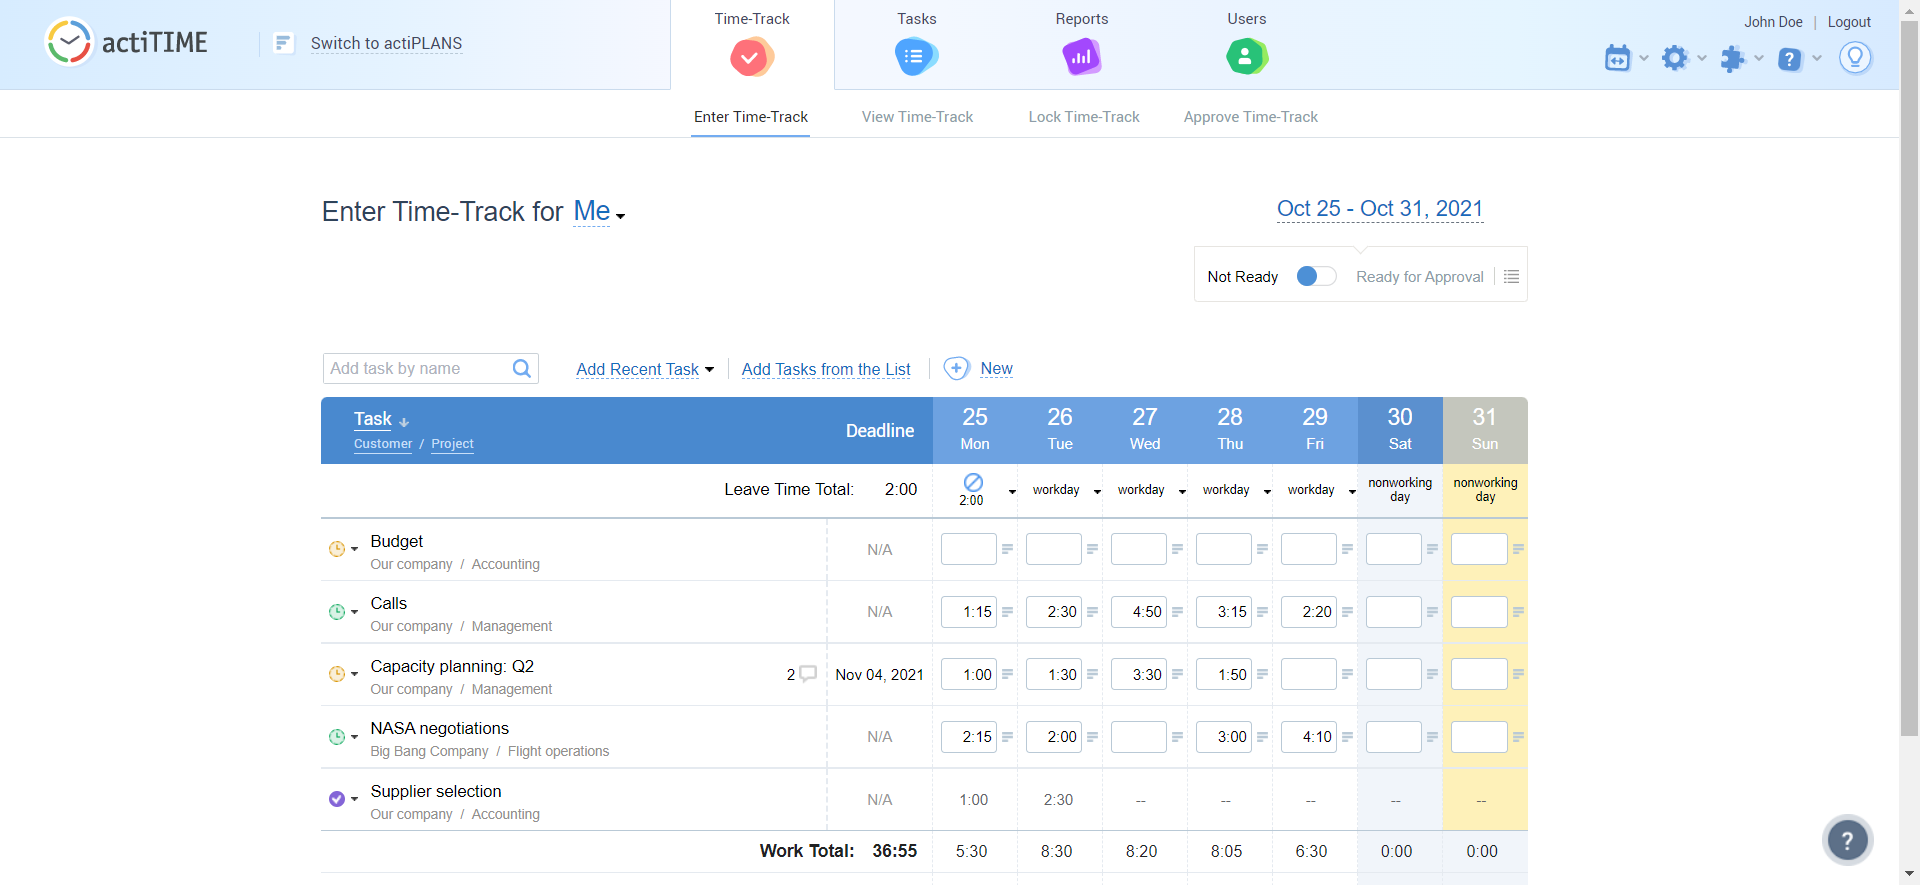 actiTIME
Switch to actiPLANS
Time-Track
Tasks
Reports
Users
John Doe | Logout
Enter Time-Track
View Time-Track
Lock Time-Track
Approve Time-Track
Enter Time-Track for Me
Oct 25 - Oct 31, 2021
Not Ready
Ready for Approval
Add task by name
Add Recent Task
Add Tasks from the List
New
Task
Customer / Project
Deadline
25 Mon
26 Tue
27 Wed
28 Thu
29 Fri
30 Sat
31 Sun
Leave Time Total: 2:00
2:00
workday
workday
workday
workday
nonworking day
nonworking day
Budget
Our company / Accounting
N/A
Calls
Our company / Management
N/A 1:15 2:30 4:50 3:15 2:20
Capacity planning: Q2
Our company / Management
2 Nov 04, 2021 1:00 1:30 3:30 1:50
NASA negotiations
Big Bang Company / Flight operations
N/A 2:15 2:00 3:00 4:10
Supplier selection
Our company / Accounting
N/A 1:00 2:30 -- -- -- -- --
Work Total: 36:55 5:30 8:30 8:20 8:05 6:30 0:00 0:00
?